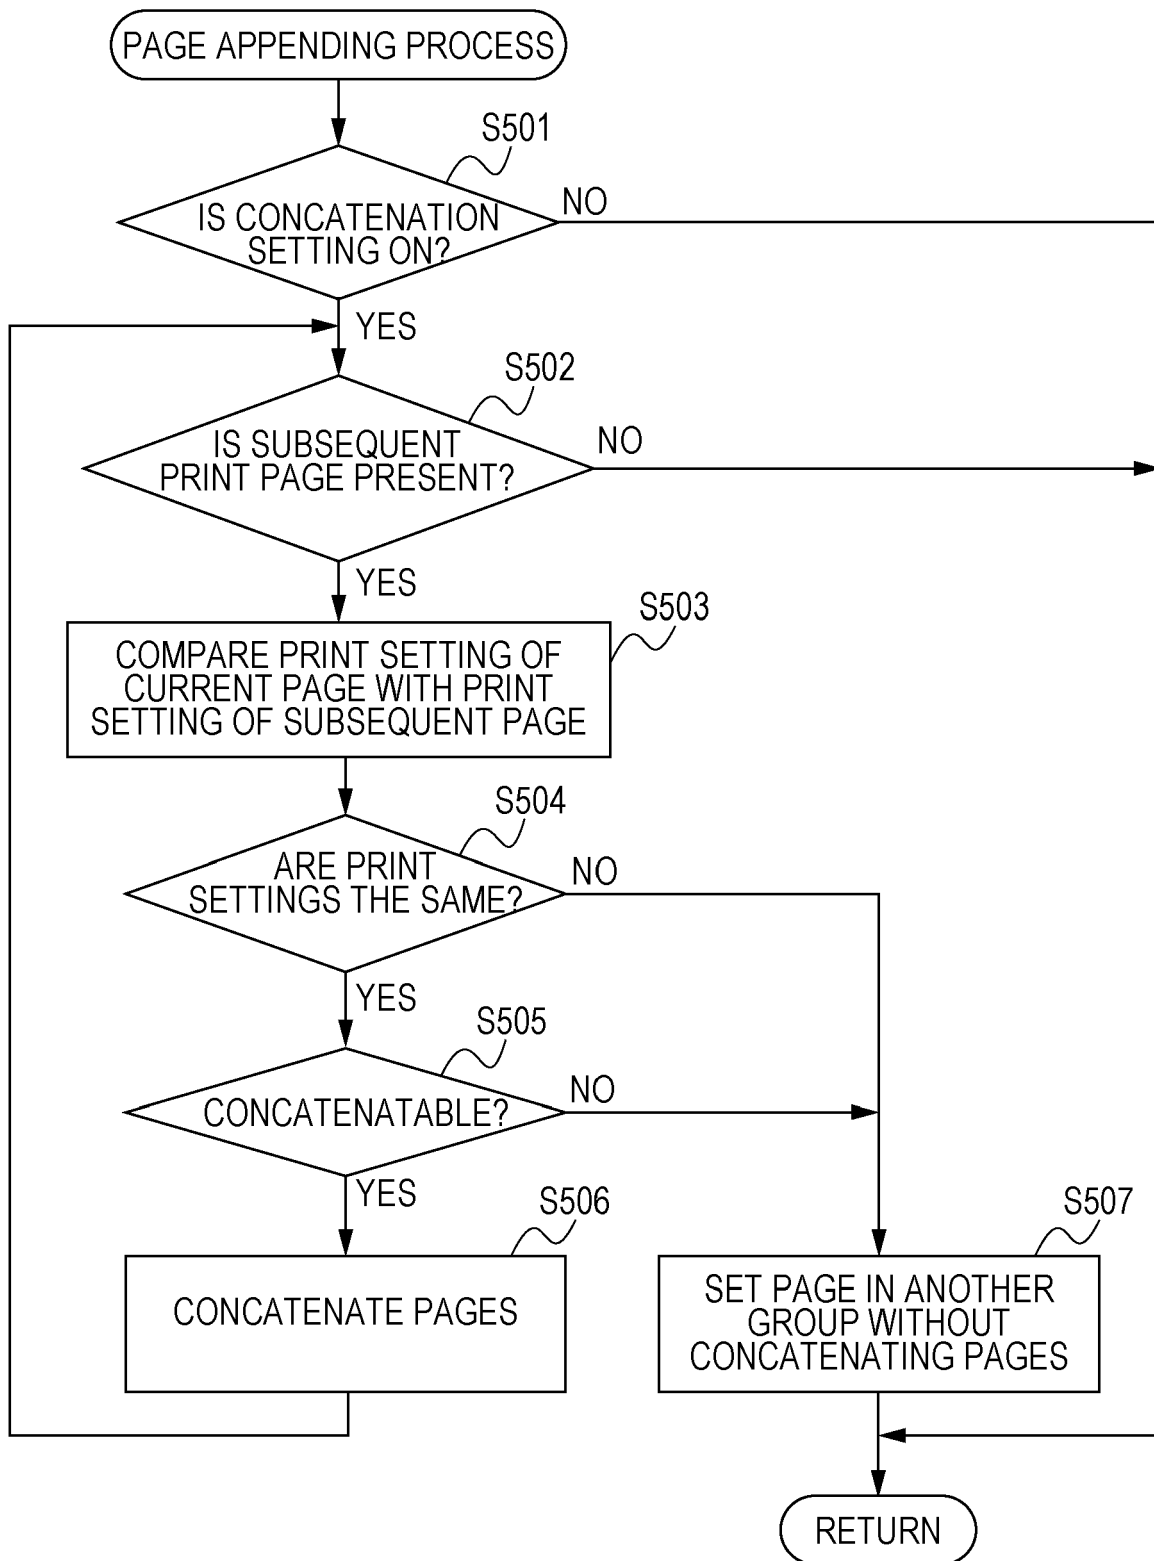 PAGE APPENDING PROCESS
S501
IS CONCATENATION
SETTING ON?
NO
YES
S502
IS SUBSEQUENT
PRINT PAGE PRESENT?
NO
YES
S503
COMPARE PRINT SETTING OF
CURRENT PAGE WITH PRINT
SETTING OF SUBSEQUENT PAGE
S504
ARE PRINT
SETTINGS THE SAME?
NO
YES
S505
CONCATENATABLE?
NO
YES
S506
CONCATENATE PAGES
S507
SET PAGE IN ANOTHER
GROUP WITHOUT
CONCATENATING PAGES
RETURN